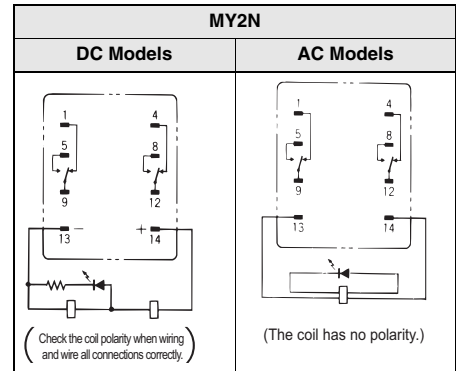 MY2N
DC Models AC Models
1 4
5 8
9 12
13 − + 14
(Check the coil polarity when wiring
and wire all connections correctly.)
1 4
5 8
9 12
13 14
(The coil has no polarity.)